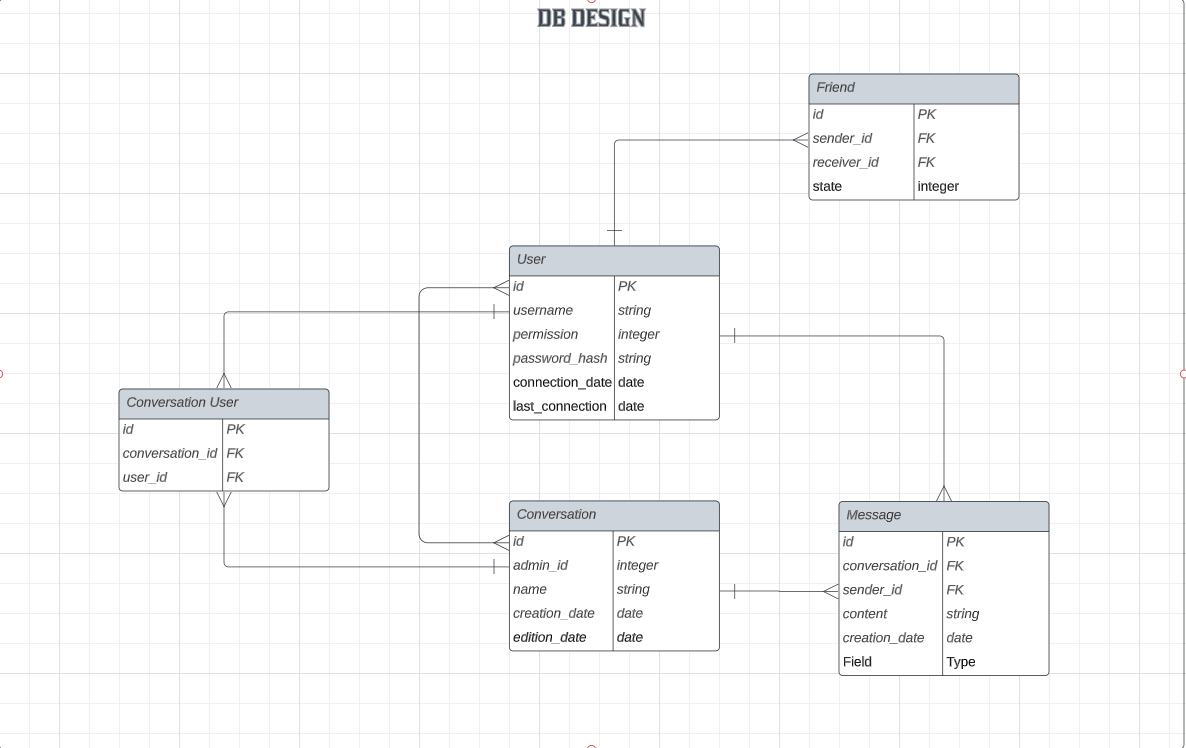 DB DESIGN
Friend
id PK
sender_id FK
receiver_id FK
state integer
User
id PK
username string
permission integer
password_hash string
connection_date date
last_connection date
Conversation User
id PK
conversation_id FK
user_id FK
Conversation
id PK
admin_id integer
name string
creation_date date
edition_date date
Message
id PK
conversation_id FK
sender_id FK
content string
creation_date date
Field Type